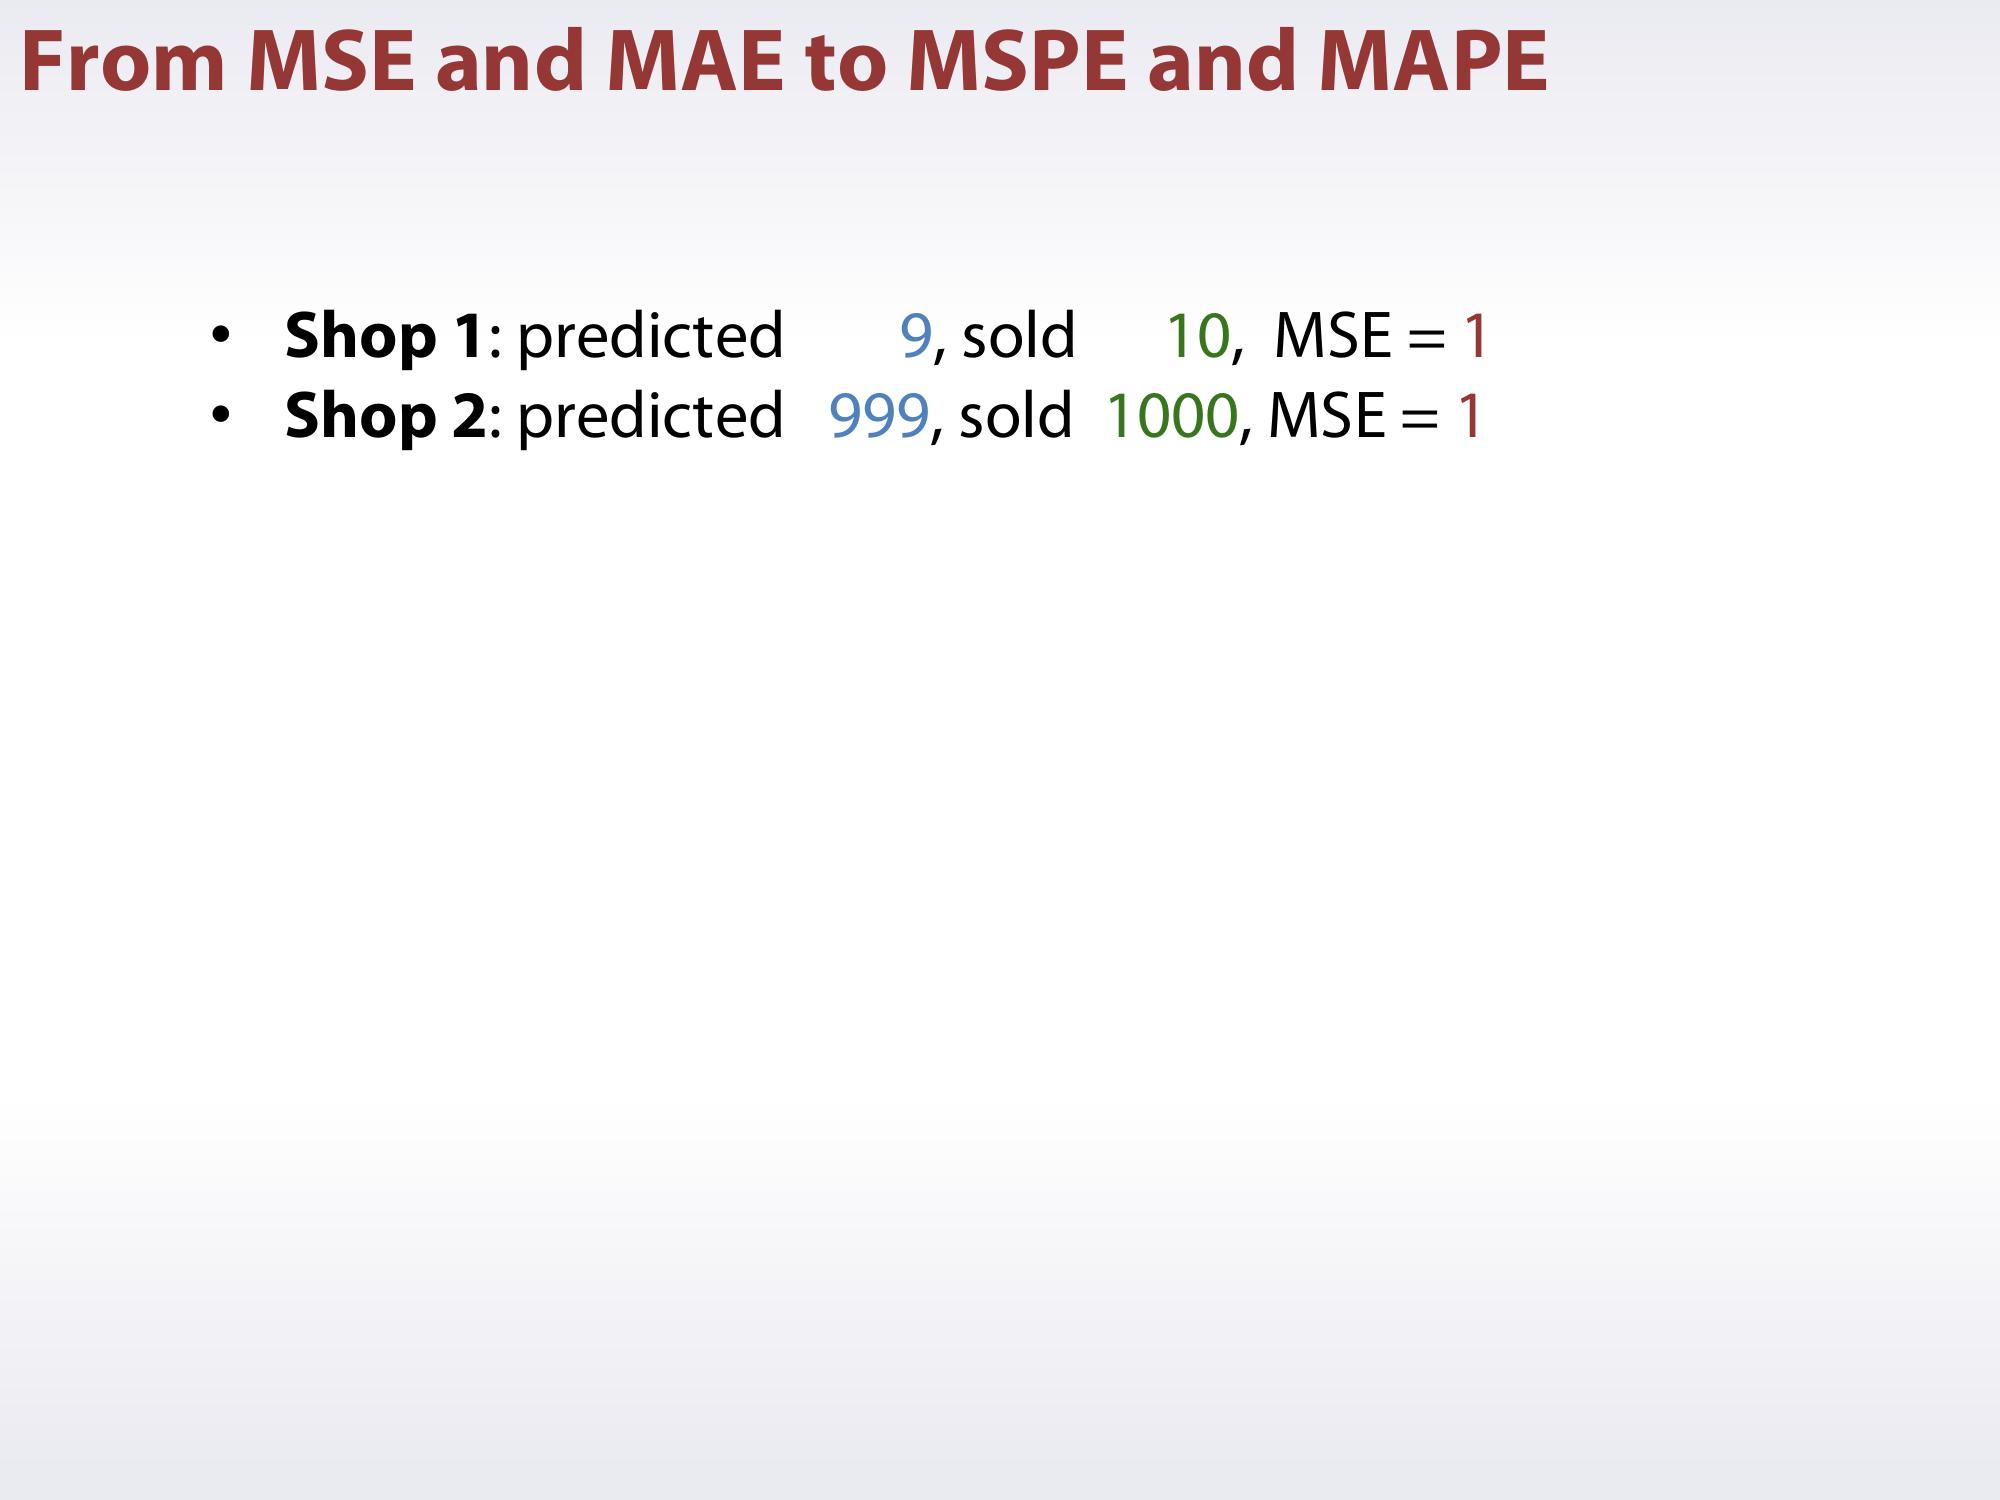 From MSE and MAE to MSPE and MAPE
• Shop 1: predicted 9, sold 10, MSE = 1
• Shop 2: predicted 999, sold 1000, MSE = 1